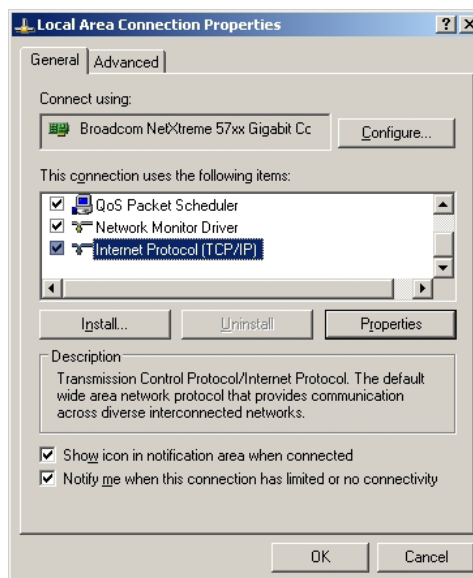 Local Area Connection Properties
General
Advanced
Connect using:
Broadcom NetXtreme 57xx Gigabit Cc
Configure...
This connection uses the following items:
QoS Packet Scheduler
Network Monitor Driver
Internet Protocol (TCP/IP)
Install...
Uninstall
Properties
Description
Transmission Control Protocol/Internet Protocol. The default
wide area network protocol that provides communication
across diverse interconnected networks.
Show icon in notification area when connected
Notify me when this connection has limited or no connectivity
OK
Cancel